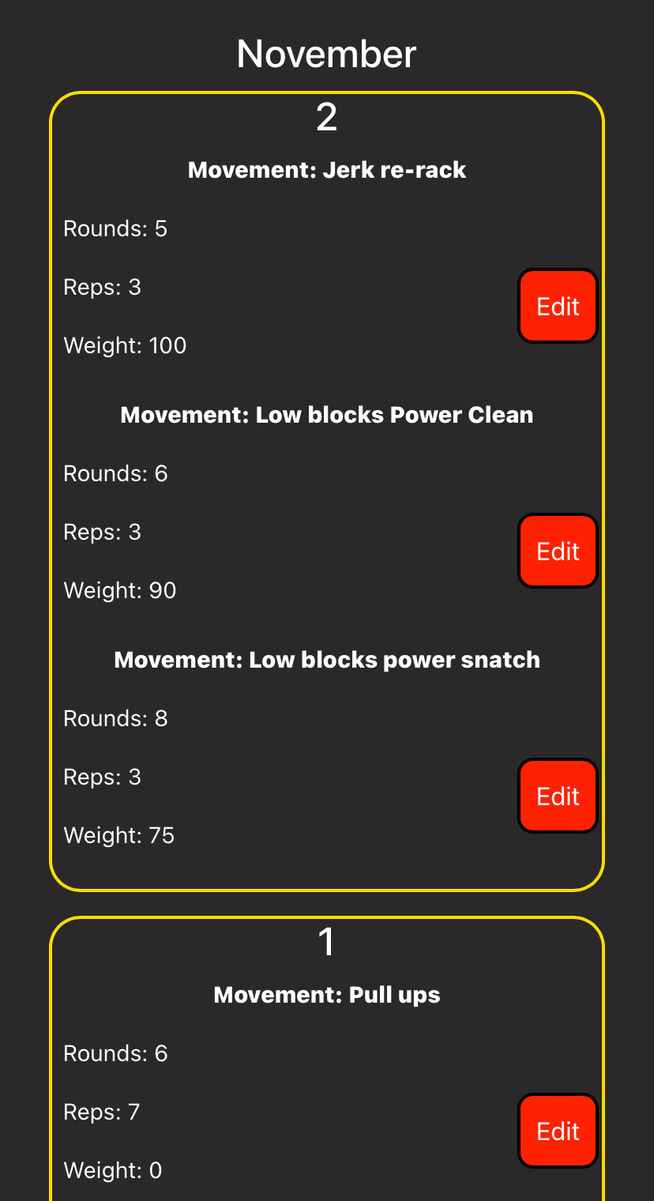 November
2
Movement: Jerk re-rack
Rounds: 5
Reps: 3
Edit
Weight: 100
Movement: Low blocks Power Clean
Rounds: 6
Reps: 3
Edit
Weight: 90
Movement: Low blocks power snatch
Rounds: 8
Reps: 3
Edit
Weight: 75
1
Movement: Pull ups
Rounds: 6
Reps: 7
Edit
Weight: 0